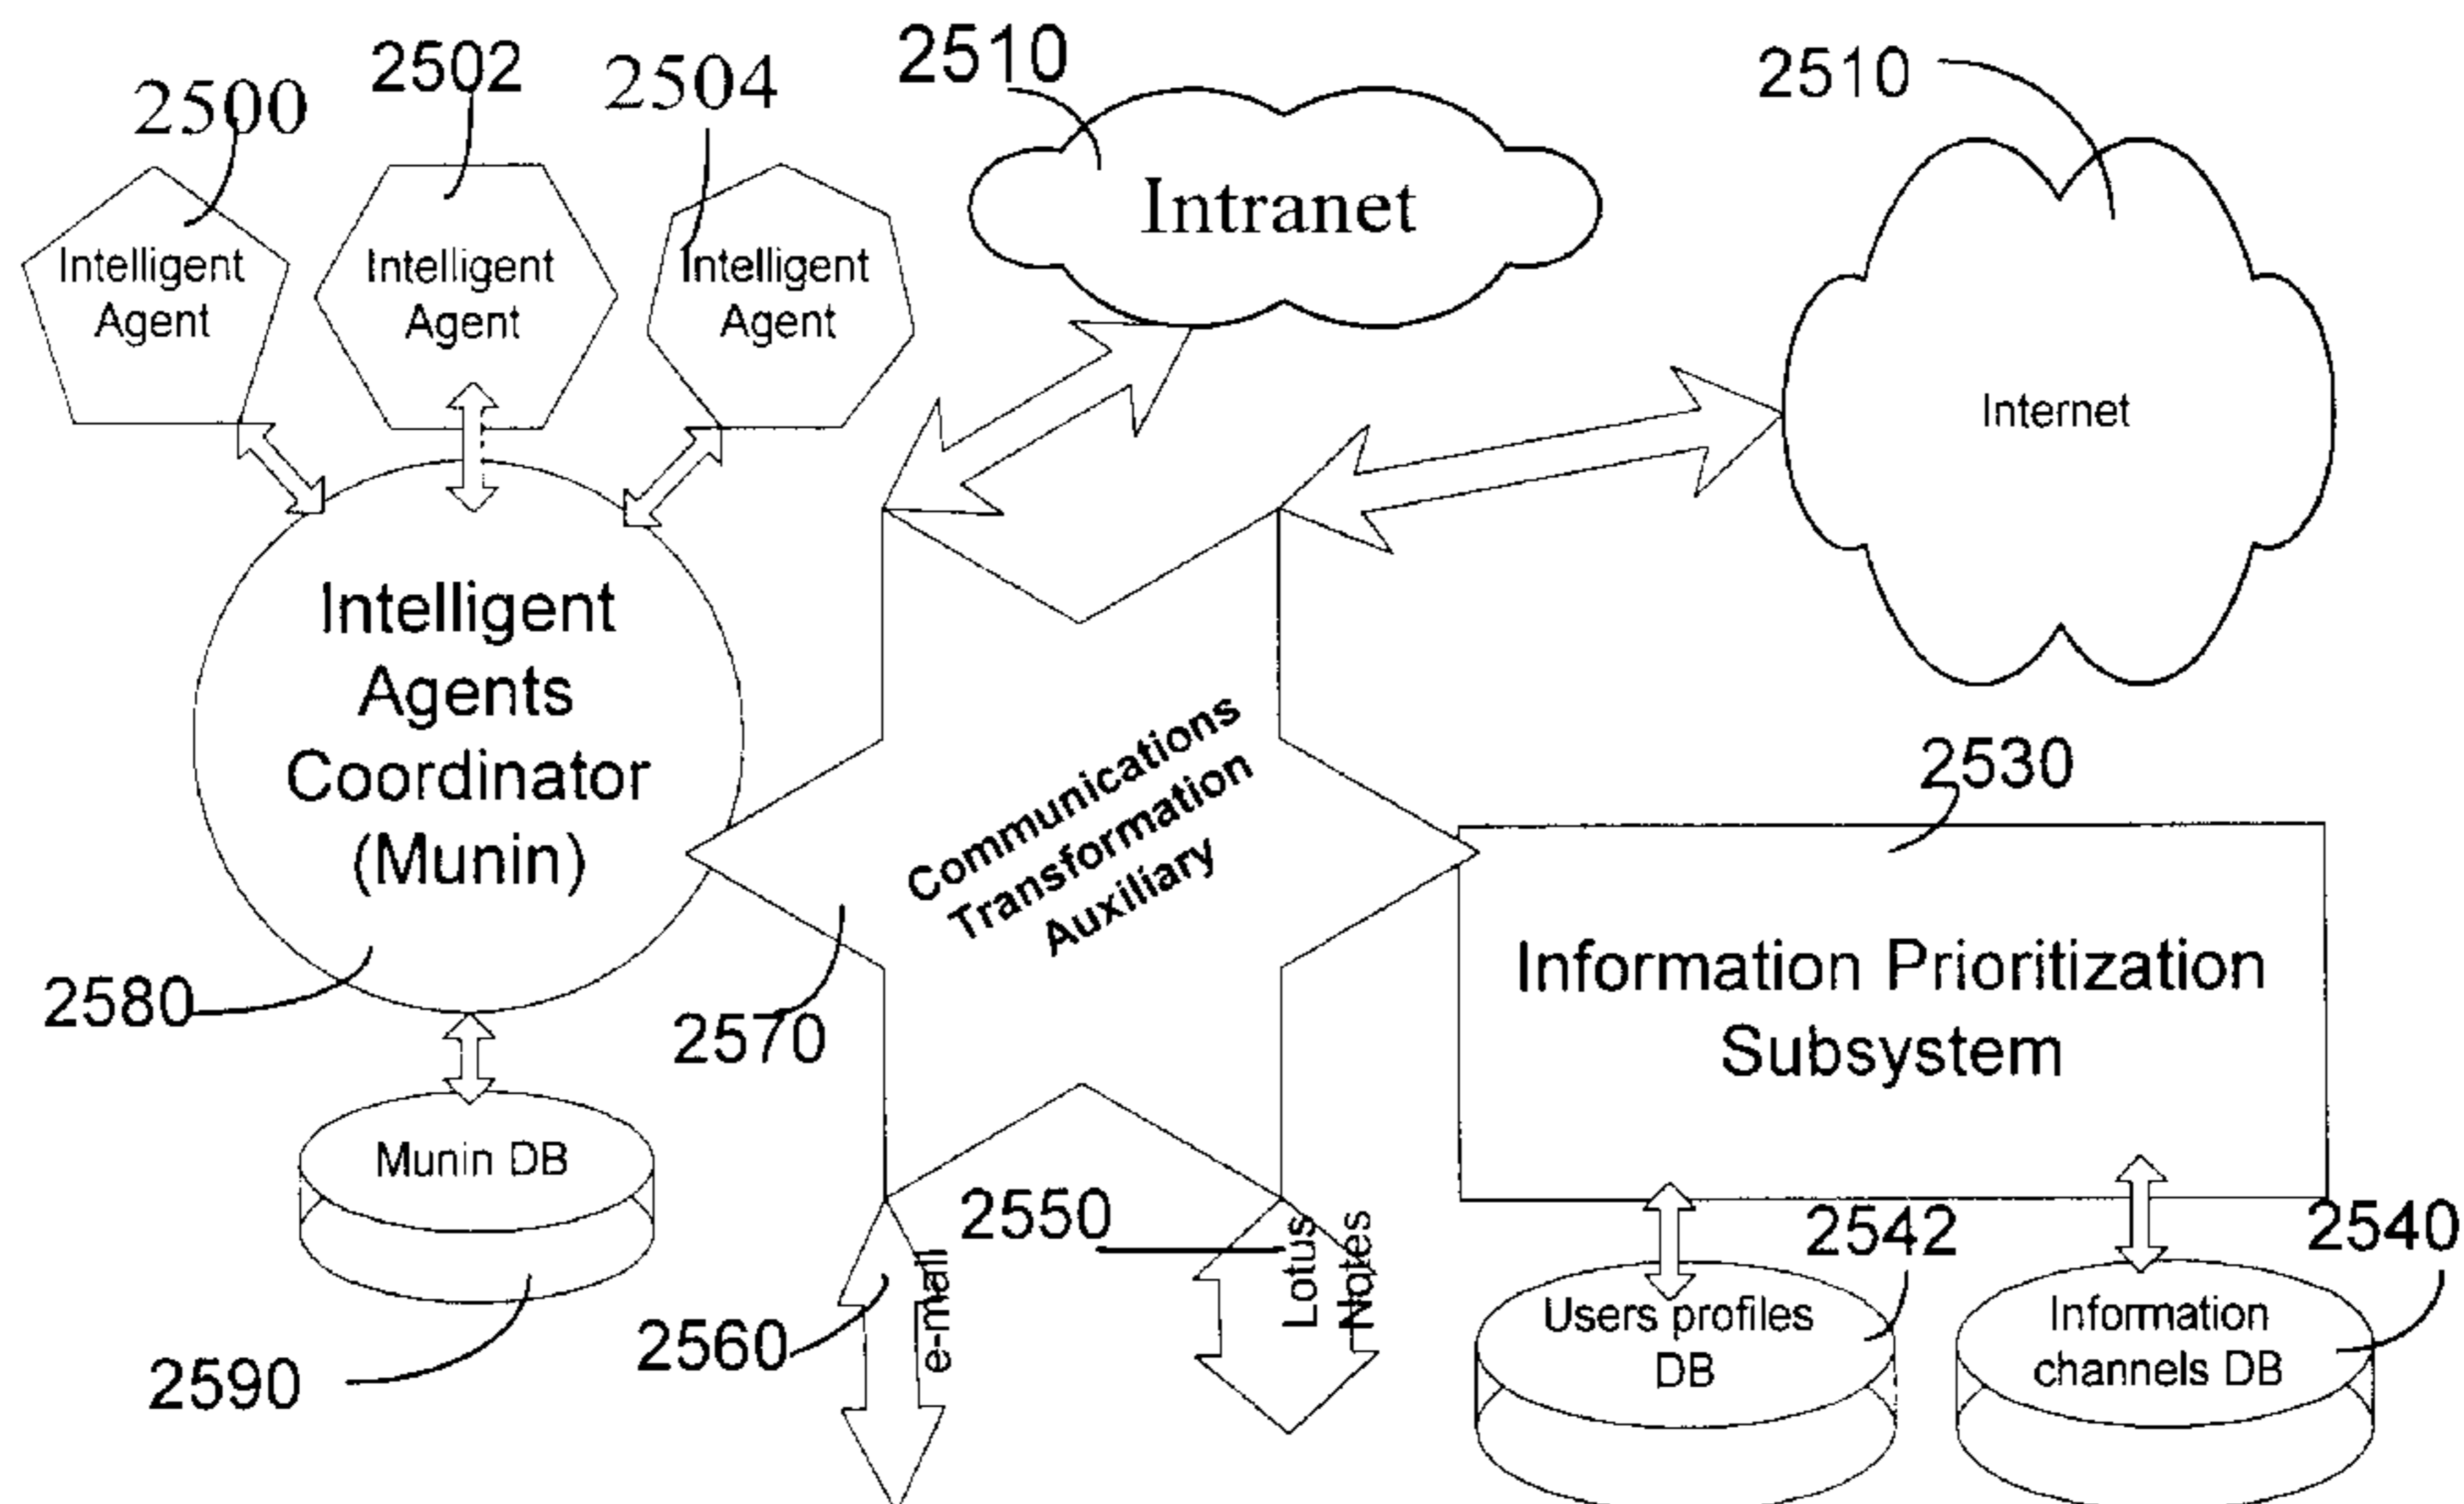 2500
2502
2504
2510
2510
Intelligent
Agent
Intelligent
Agent
Intelligent
Agent
Intranet
Internet
Intelligent
Agents
Coordinator
(Munin)
Communications
Transformation
Auxiliary
2530
Information Prioritization
Subsystem
2580
2570
Munin DB
2590
2560
e-mail
2550
Lotus
Notes
2542
2540
Users profiles
DB
Information
channels DB